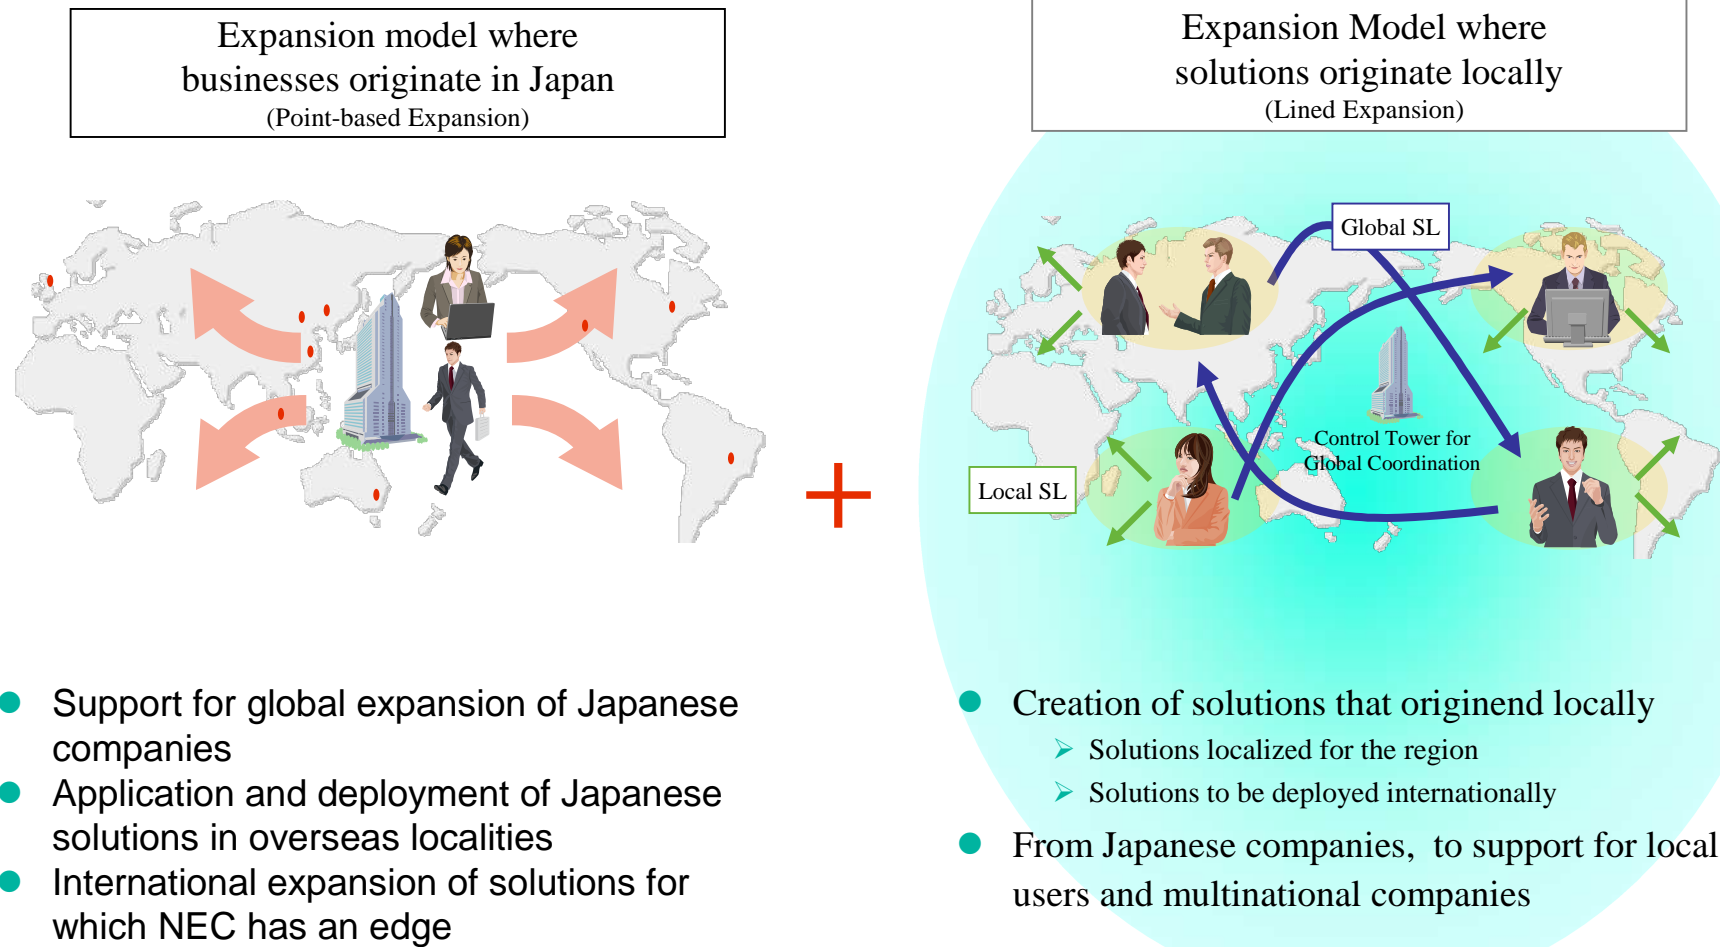 Expansion model where
businesses originate in Japan
(Point-based Expansion)
Support for global expansion of Japanese
companies
Application and deployment of Japanese
solutions in overseas localities
International expansion of solutions for
which NEC has an edge
+
Expansion Model where
solutions originate locally
(Lined Expansion)
Global SL
Control Tower for
Global Coordination
Local SL
Creation of solutions that originend locally
Solutions localized for the region
Solutions to be deployed internationally
From Japanese companies, to support for local
users and multinational companies